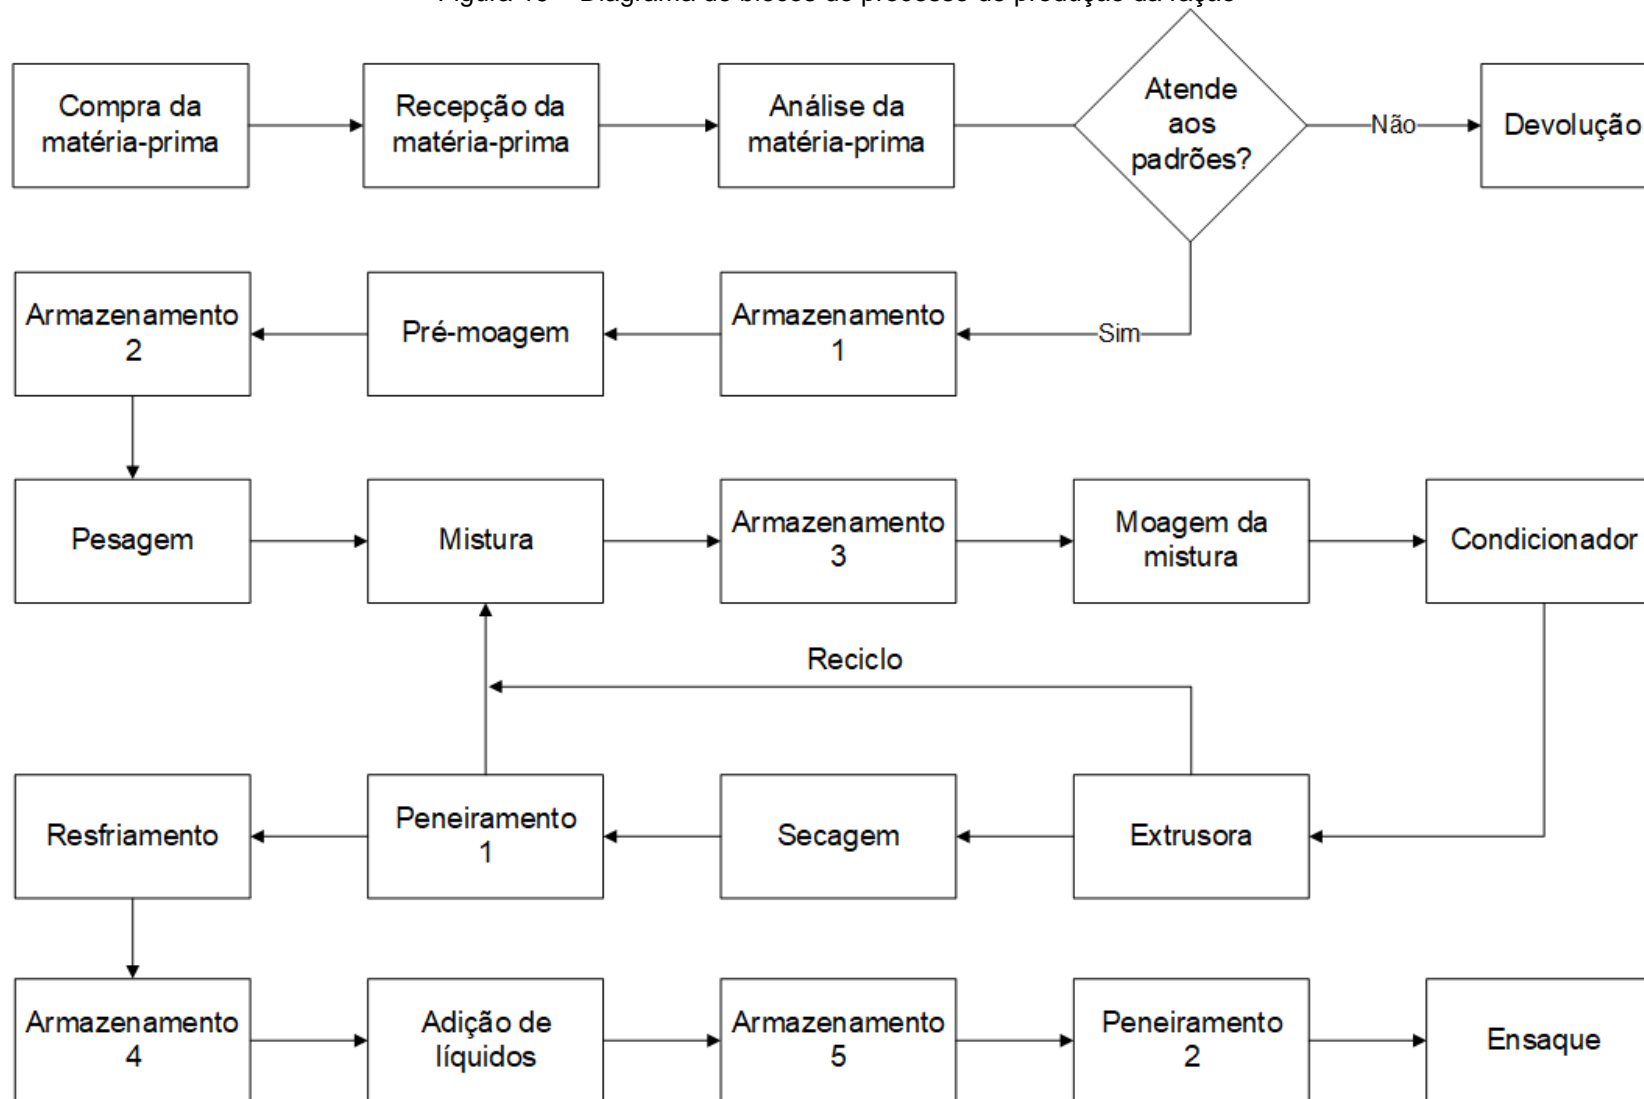 Compra da
matéria-prima
Recepção da
matéria-prima
Análise da
matéria-prima
Atende
aos
padrões?
Não
Devolução
Armazenamento
2
Pré-moagem
Armazenamento
1
Sim
Pesagem
Mistura
Armazenamento
3
Moagem da
mistura
Condicionador
Reciclo
Resfriamento
Peneiramento
1
Secagem
Extrusora
Armazenamento
4
Adição de
líquidos
Armazenamento
5
Peneiramento
2
Ensaque